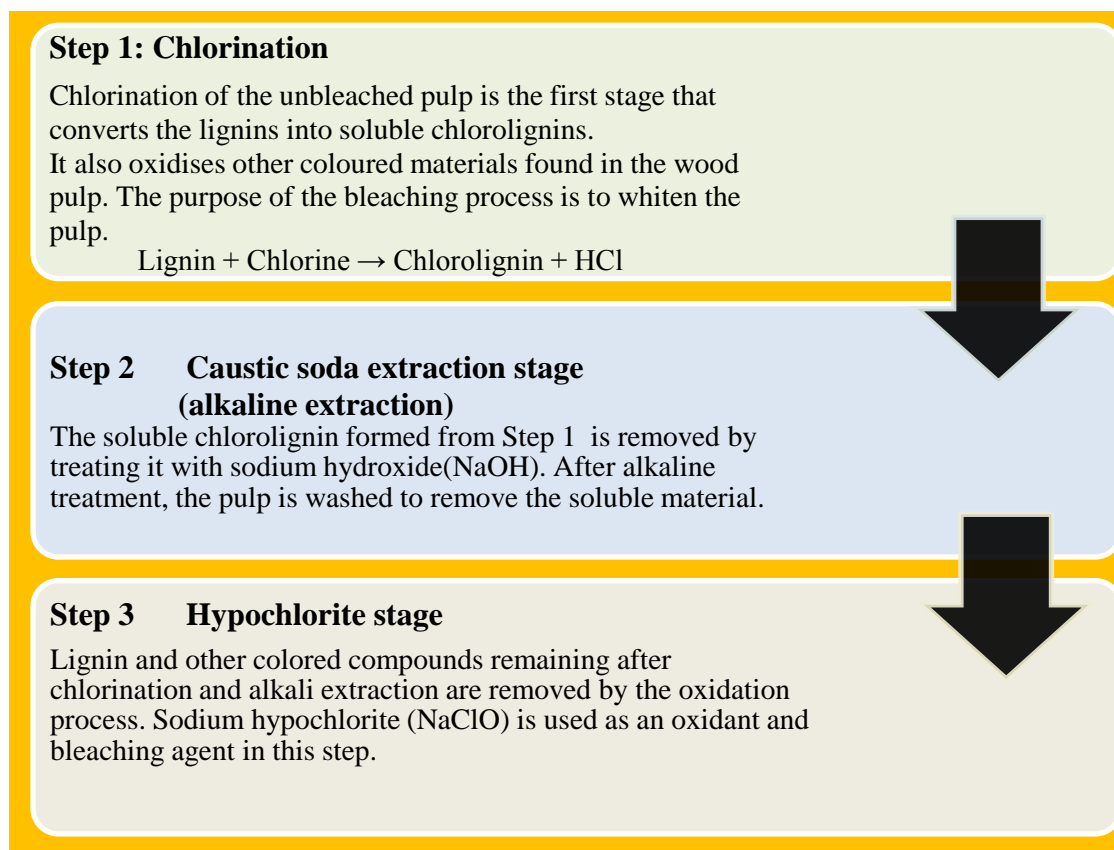 Step 1: Chlorination
Chlorination of the unbleached pulp is the first stage that
converts the lignins into soluble chlorolignins.
It also oxidises other coloured materials found in the wood
pulp. The purpose of the bleaching process is to whiten the
pulp.
Lignin + Chlorine → Chlorolignin + HCl
Step 2 Caustic soda extraction stage
(alkaline extraction)
The soluble chlorolignin formed from Step 1 is removed by
treating it with sodium hydroxide(NaOH). After alkaline
treatment, the pulp is washed to remove the soluble material.
Step 3 Hypochlorite stage
Lignin and other colored compounds remaining after
chlorination and alkali extraction are removed by the oxidation
process. Sodium hypochlorite (NaClO) is used as an oxidant and
bleaching agent in this step.